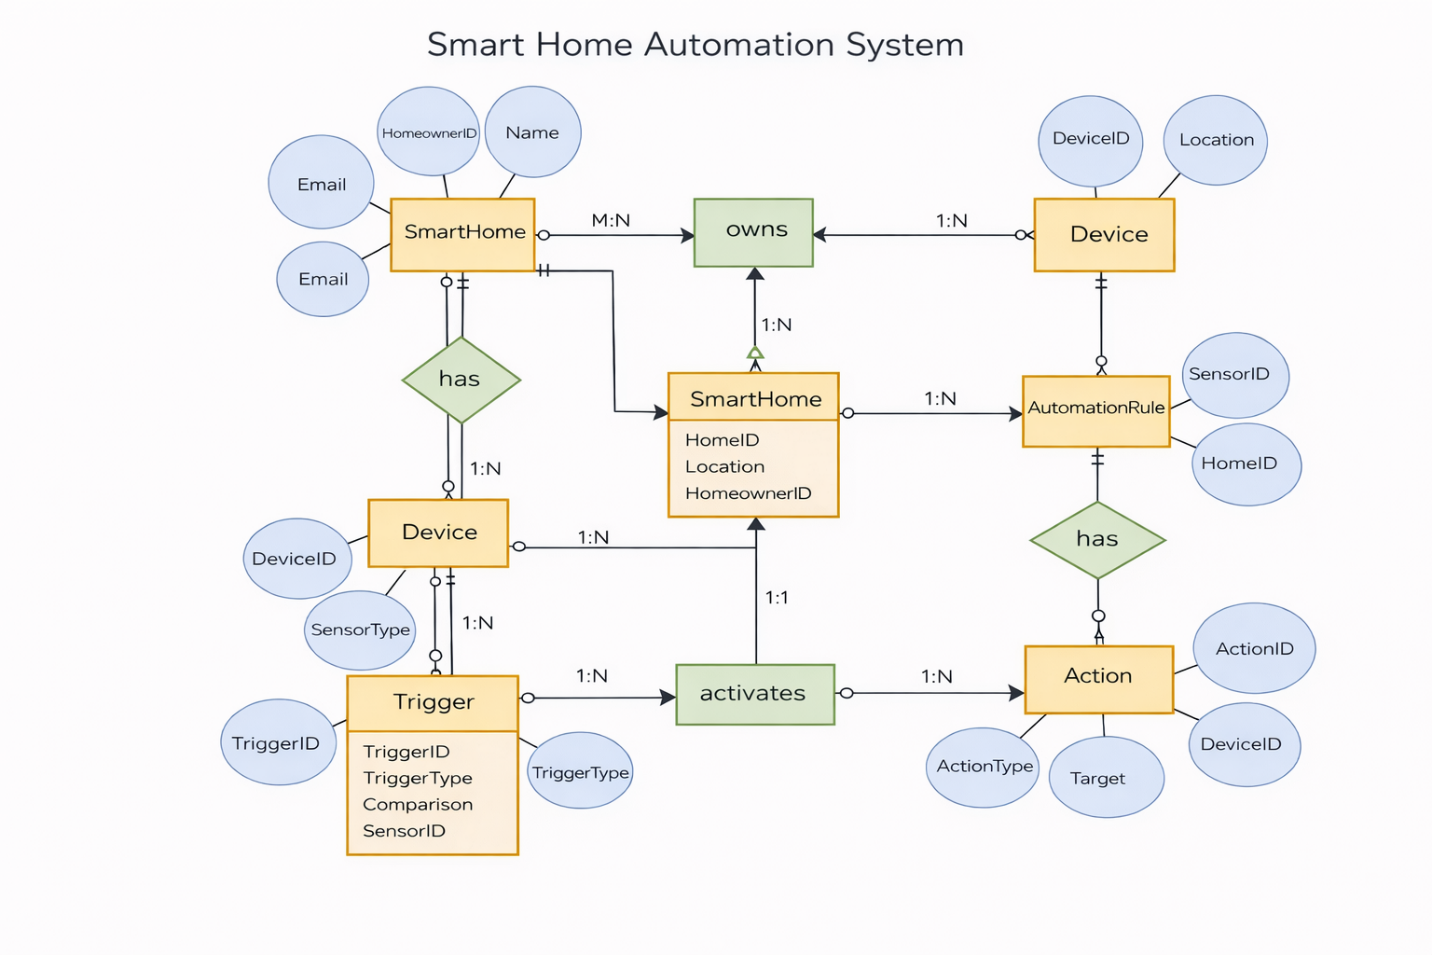 Smart Home Automation System
HomeownerID
Name
Email
Email
SmartHome
M:N
owns
1:N
DeviceID
Location
Device
has
1:N
1:N
SmartHome
HomeID
Location
HomeownerID
1:N
AutomationRule
SensorID
HomeID
Device
DeviceID
SensorType
1:N
1:N
1:1
has
Trigger
TriggerID
TriggerType
Comparison
SensorID
TriggerID
TriggerType
1:N
activates
1:N
Action
ActionID
DeviceID
ActionType
Target